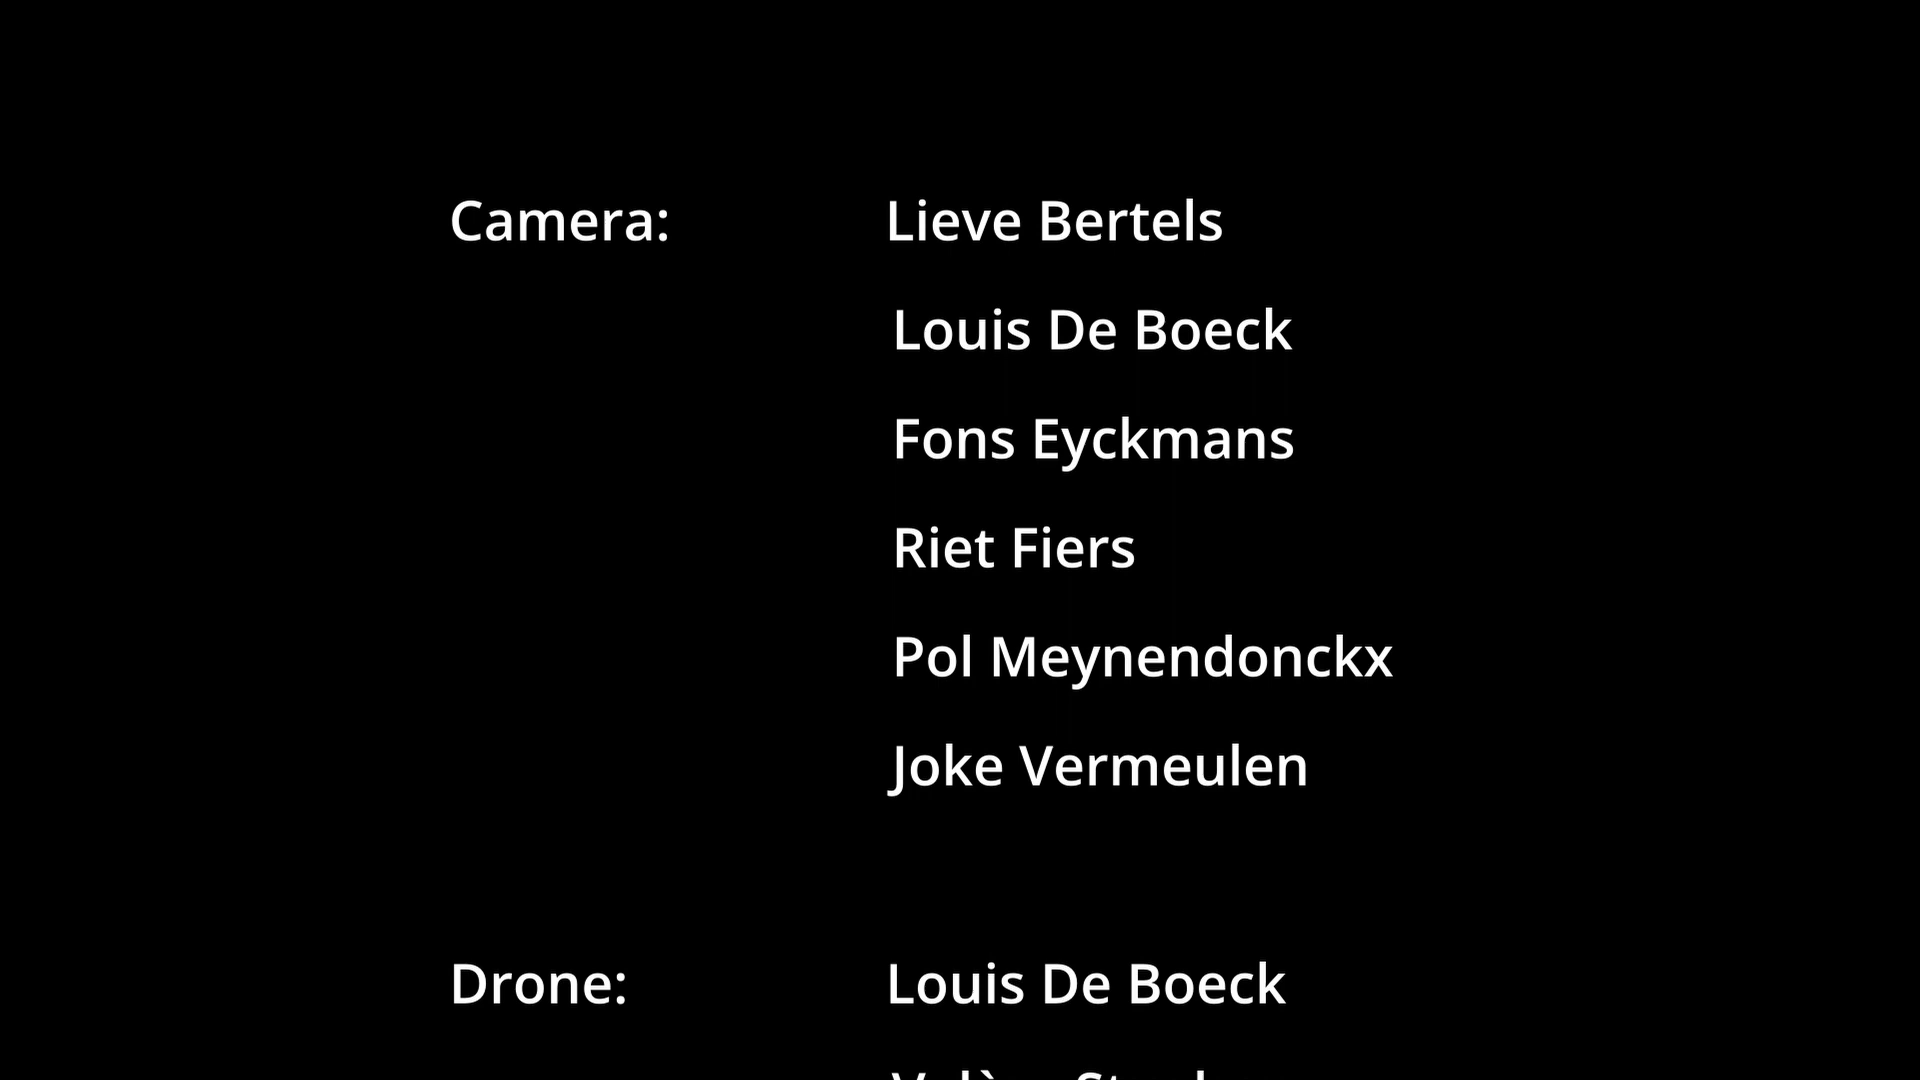 Camera: Lieve Bertels
Louis De Boeck
Fons Eyckmans
Riet Fiers
Pol Meynendonckx
Joke Vermeulen
Drone: Louis De Boeck